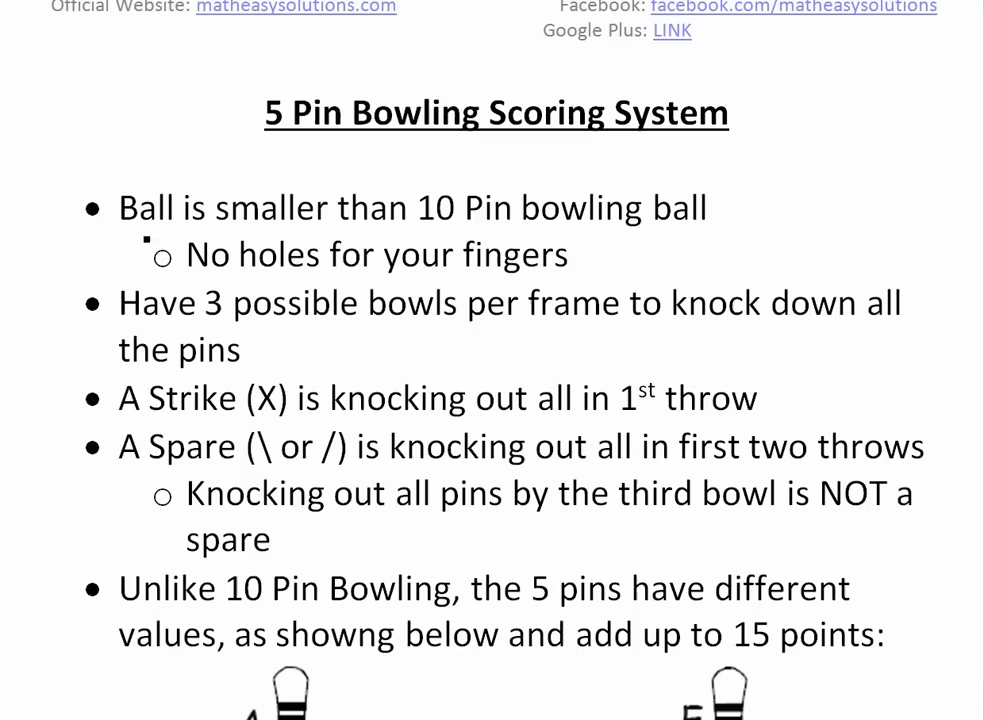 Official Website: matheasysolutions.com Facebook: facebook.com/matheasysolutions
Google Plus: LINK
5 Pin Bowling Scoring System
• Ball is smaller than 10 Pin bowling ball
o No holes for your fingers
• Have 3 possible bowls per frame to knock down all
the pins
• A Strike (X) is knocking out all in 1st throw
• A Spare (\ or /) is knocking out all in first two throws
o Knocking out all pins by the third bowl is NOT a
spare
• Unlike 10 Pin Bowling, the 5 pins have different
values, as showng below and add up to 15 points: